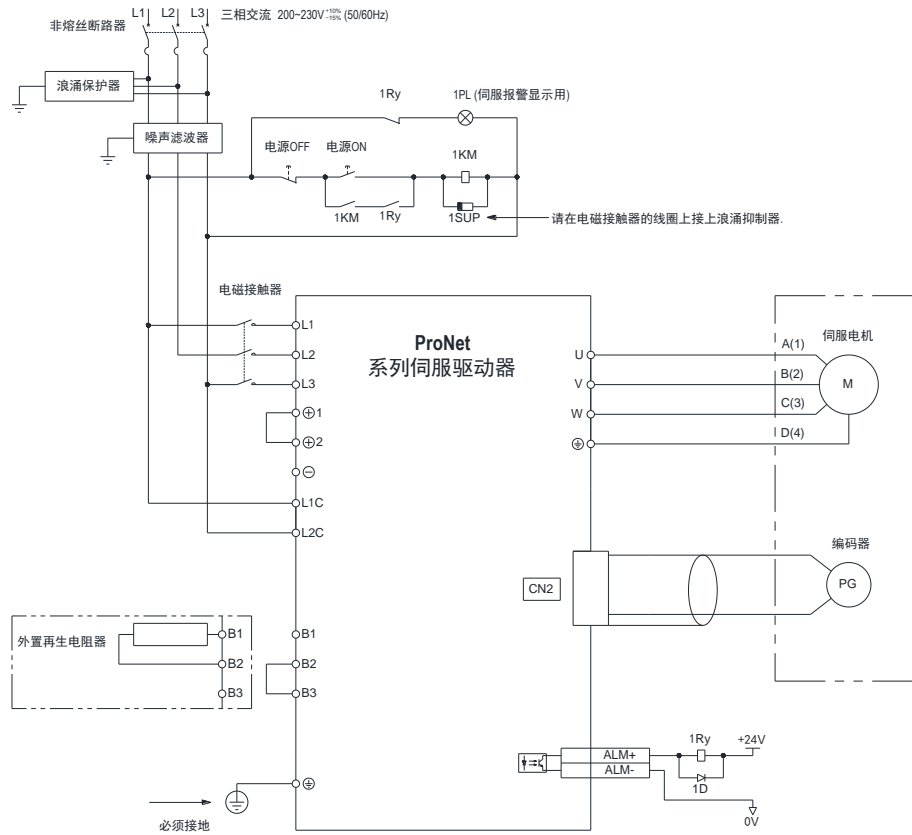 L1 L2 L3 三相交流 200~230V +10% -15% (50/60Hz)
非熔丝断路器
浪涌保护器
噪声滤波器
1Ry
1PL (伺服报警显示用)
电源OFF
电源ON
1KM
1KM
1Ry
1SUP
请在电磁接触器的线圈上接上浪涌抑制器.
电磁接触器
L1
L2
L3
1
2
L1C
L2C
ProNet
系列伺服驱动器
U
V
W
A(1)
B(2)
C(3)
D(4)
伺服电机
M
CN2
编码器
PG
外置再生电阻器
B1
B2
B3
B1
B2
B3
ALM+
ALM-
1Ry
+24V
1D
0V
必须接地